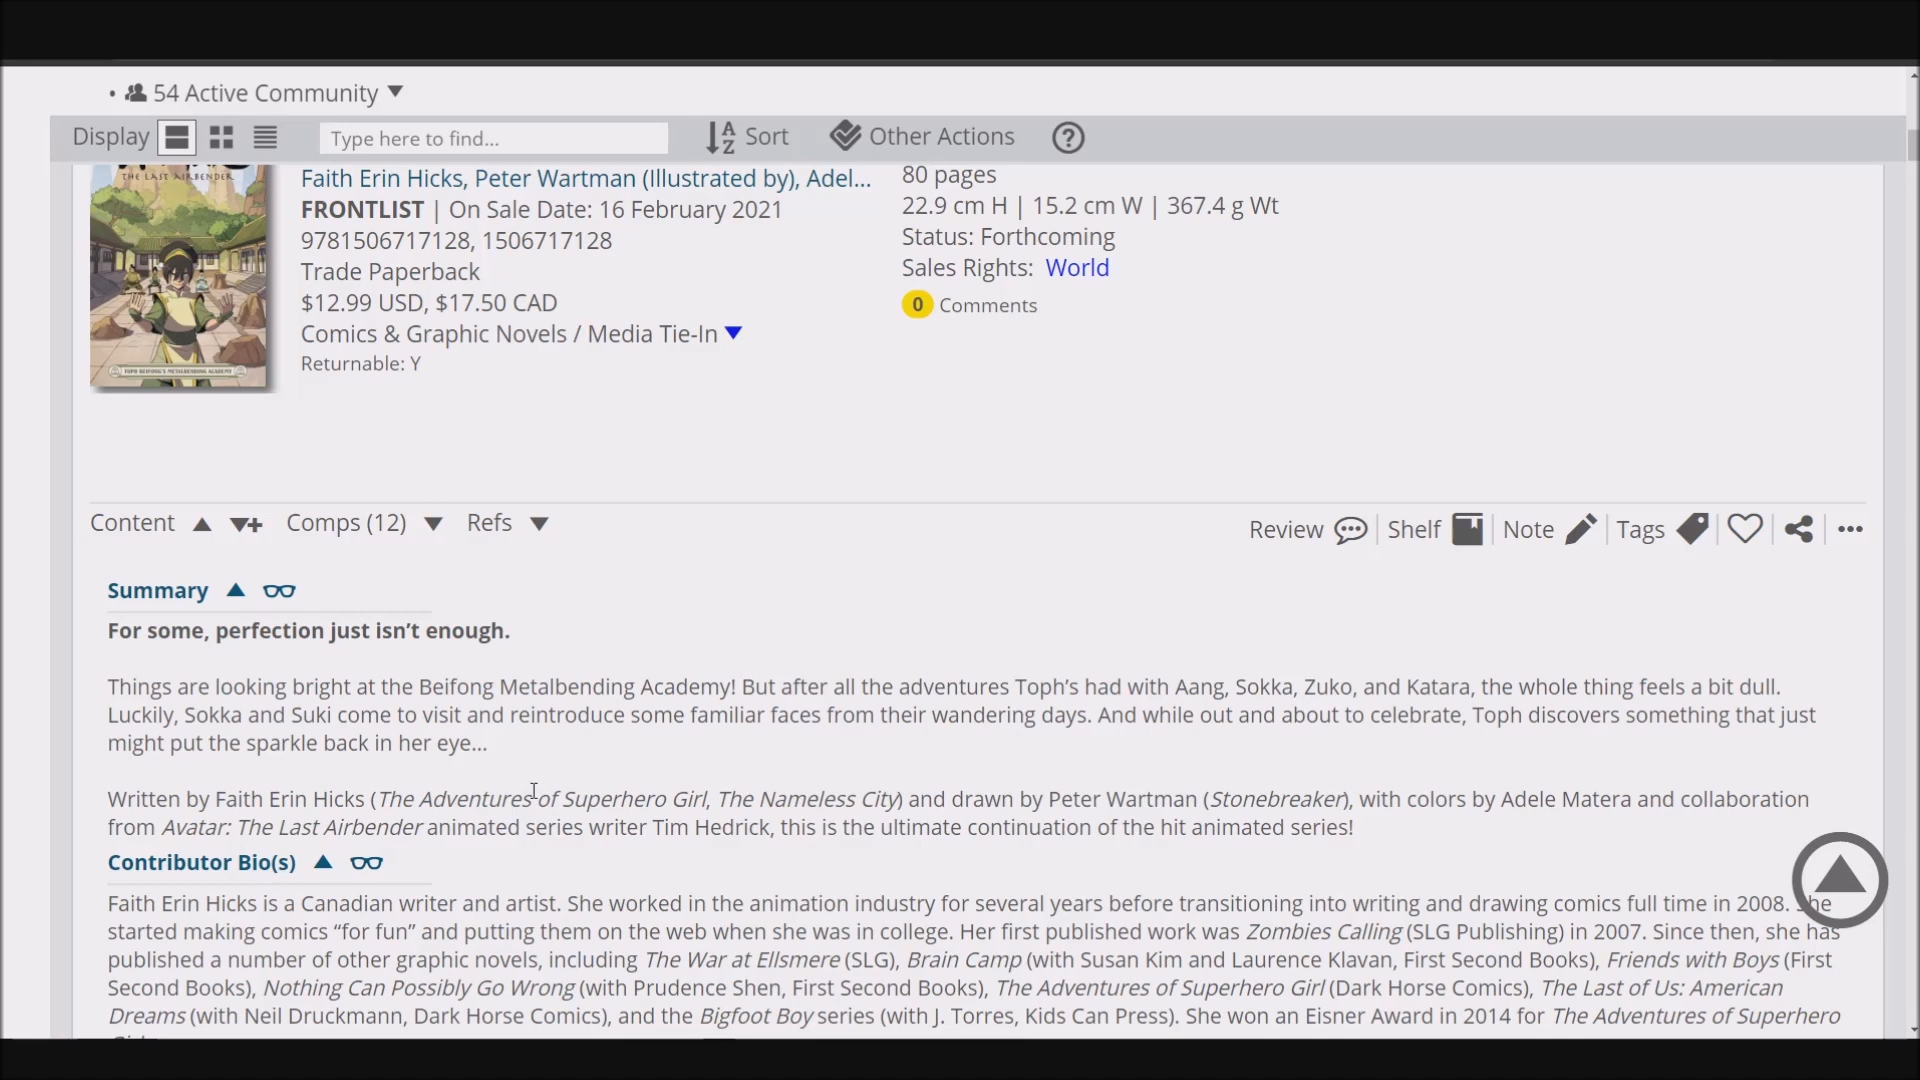 54 Active Community
Display Type here to find... Sort Other Actions
THE LAST AIRBENDER
TOPH BEIFONG'S METALBENDING ACADEMY
Faith Erin Hicks, Peter Wartman (Illustrated by), Adel...
FRONTLIST | On Sale Date: 16 February 2021
9781506717128, 1506717128
Trade Paperback
$12.99 USD, $17.50 CAD
Comics & Graphic Novels / Media Tie-In
Returnable: Y
80 pages
22.9 cm H | 15.2 cm W | 367.4 g Wt
Status: Forthcoming
Sales Rights: World
0 Comments
Content Comps (12) Refs Review Shelf Note Tags
Summary
For some, perfection just isn’t enough.
Things are looking bright at the Beifong Metalbending Academy! But after all the adventures Toph’s had with Aang, Sokka, Zuko, and Katara, the whole thing feels a bit dull.
Luckily, Sokka and Suki come to visit and reintroduce some familiar faces from their wandering days. And while out and about to celebrate, Toph discovers something that just
might put the sparkle back in her eye...
Written by Faith Erin Hicks (The Adventures of Superhero Girl, The Nameless City) and drawn by Peter Wartman (Stonebreaker), with colors by Adele Matera and collaboration
from Avatar: The Last Airbender animated series writer Tim Hedrick, this is the ultimate continuation of the hit animated series!
Contributor Bio(s)
Faith Erin Hicks is a Canadian writer and artist. She worked in the animation industry for several years before transitioning into writing and drawing comics full time in 2008. She
started making comics “for fun” and putting them on the web when she was in college. Her first published work was Zombies Calling (SLG Publishing) in 2007. Since then, she has
published a number of other graphic novels, including The War at Ellsmere (SLG), Brain Camp (with Susan Kim and Laurence Klavan, First Second Books), Friends with Boys (First
Second Books), Nothing Can Possibly Go Wrong (with Prudence Shen, First Second Books), The Adventures of Superhero Girl (Dark Horse Comics), The Last of Us: American
Dreams (with Neil Druckmann, Dark Horse Comics), and the Bigfoot Boy series (with J. Torres, Kids Can Press). She won an Eisner Award in 2014 for The Adventures of Superhero